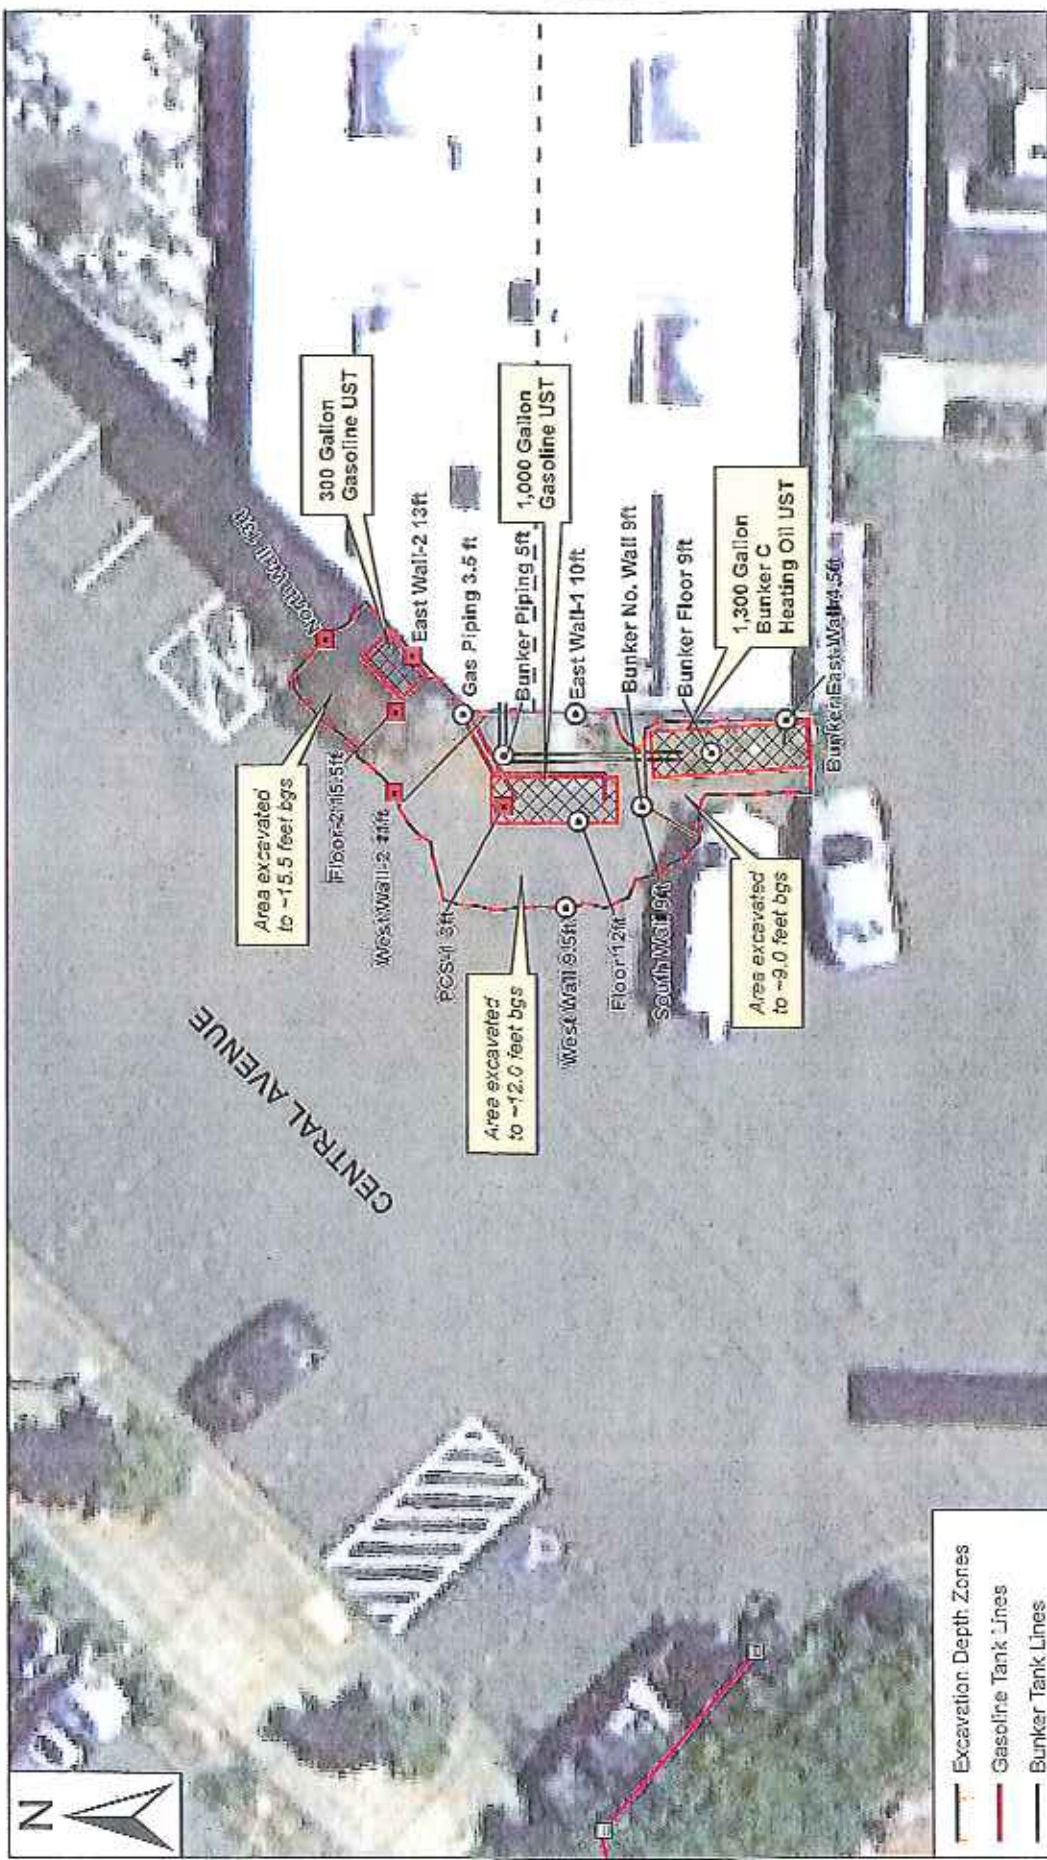 N
CENTRAL AVENUE
North Wall 13ft
300 Gallon
Gasoline UST
Area excavated
to ~15.5 feet bgs
Floor-2 15.5ft
East Wall-2 13ft
West Wall-2 11ft
Gas Piping 3.5 ft
PCS-1 3ft
Bunker Piping 5ft
1,000 Gallon
Gasoline UST
Area excavated
to ~12.0 feet bgs
West Wall 9.5ft
East Wall-1 10ft
Floor 12ft
Bunker No. Wall 9ft
South Wall 9ft
Bunker Floor 9ft
1,300 Gallon
Bunker C
Heating Oil UST
Area excavated
to ~9.0 feet bgs
Bunker East Wall 4.5ft
Excavation Depth Zones
Gasoline Tank Lines
Bunker Tank Lines